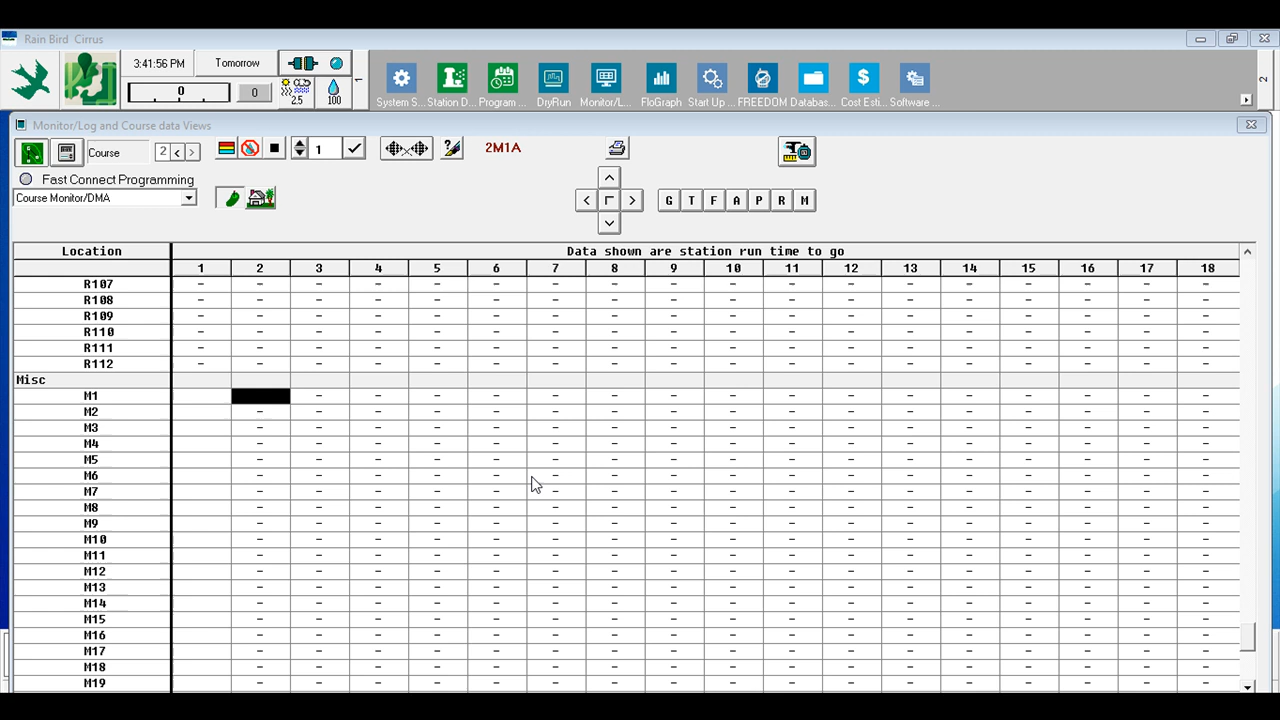 Rain Bird Cirrus
3:41:56 PM
Tomorrow
0
0
2.5
100
1
System S...
Station D...
Program ...
DryRun
Monitor/L...
FloGraph
Start Up ...
FREEDOM
Databas...
Cost Esti...
Software ...
2
Monitor/Log and Course data Views
Course
2
1
2M1A
Fast Connect Programming
Course Monitor/DMA
G T F A P R M
Location
Data shown are station run time to go
1 2 3 4 5 6 7 8 9 10 11 12 13 14 15 16 17 18
R107 - - - - - - - - - - - - - - - - - -
R108 - - - - - - - - - - - - - - - - - -
R109 - - - - - - - - - - - - - - - - - -
R110 - - - - - - - - - - - - - - - - - -
R111 - - - - - - - - - - - - - - - - - -
R112 - - - - - - - - - - - - - - - - - -
Misc
M1 - - - - - - - - - - - - - - - -
M2 - - - - - - - - - - - - - - - - -
M3 - - - - - - - - - - - - - - - - -
M4 - - - - - - - - - - - - - - - - -
M5 - - - - - - - - - - - - - - - - -
M6 - - - - - - - - - - - - - - - - -
M7 - - - - - - - - - - - - - - - - -
M8 - - - - - - - - - - - - - - - - -
M9 - - - - - - - - - - - - - - - - -
M10 - - - - - - - - - - - - - - - - -
M11 - - - - - - - - - - - - - - - - -
M12 - - - - - - - - - - - - - - - - -
M13 - - - - - - - - - - - - - - - - -
M14 - - - - - - - - - - - - - - - - -
M15 - - - - - - - - - - - - - - - - -
M16 - - - - - - - - - - - - - - - - -
M17 - - - - - - - - - - - - - - - - -
M18 - - - - - - - - - - - - - - - - -
M19 - - - - - - - - - - - - - - - - -